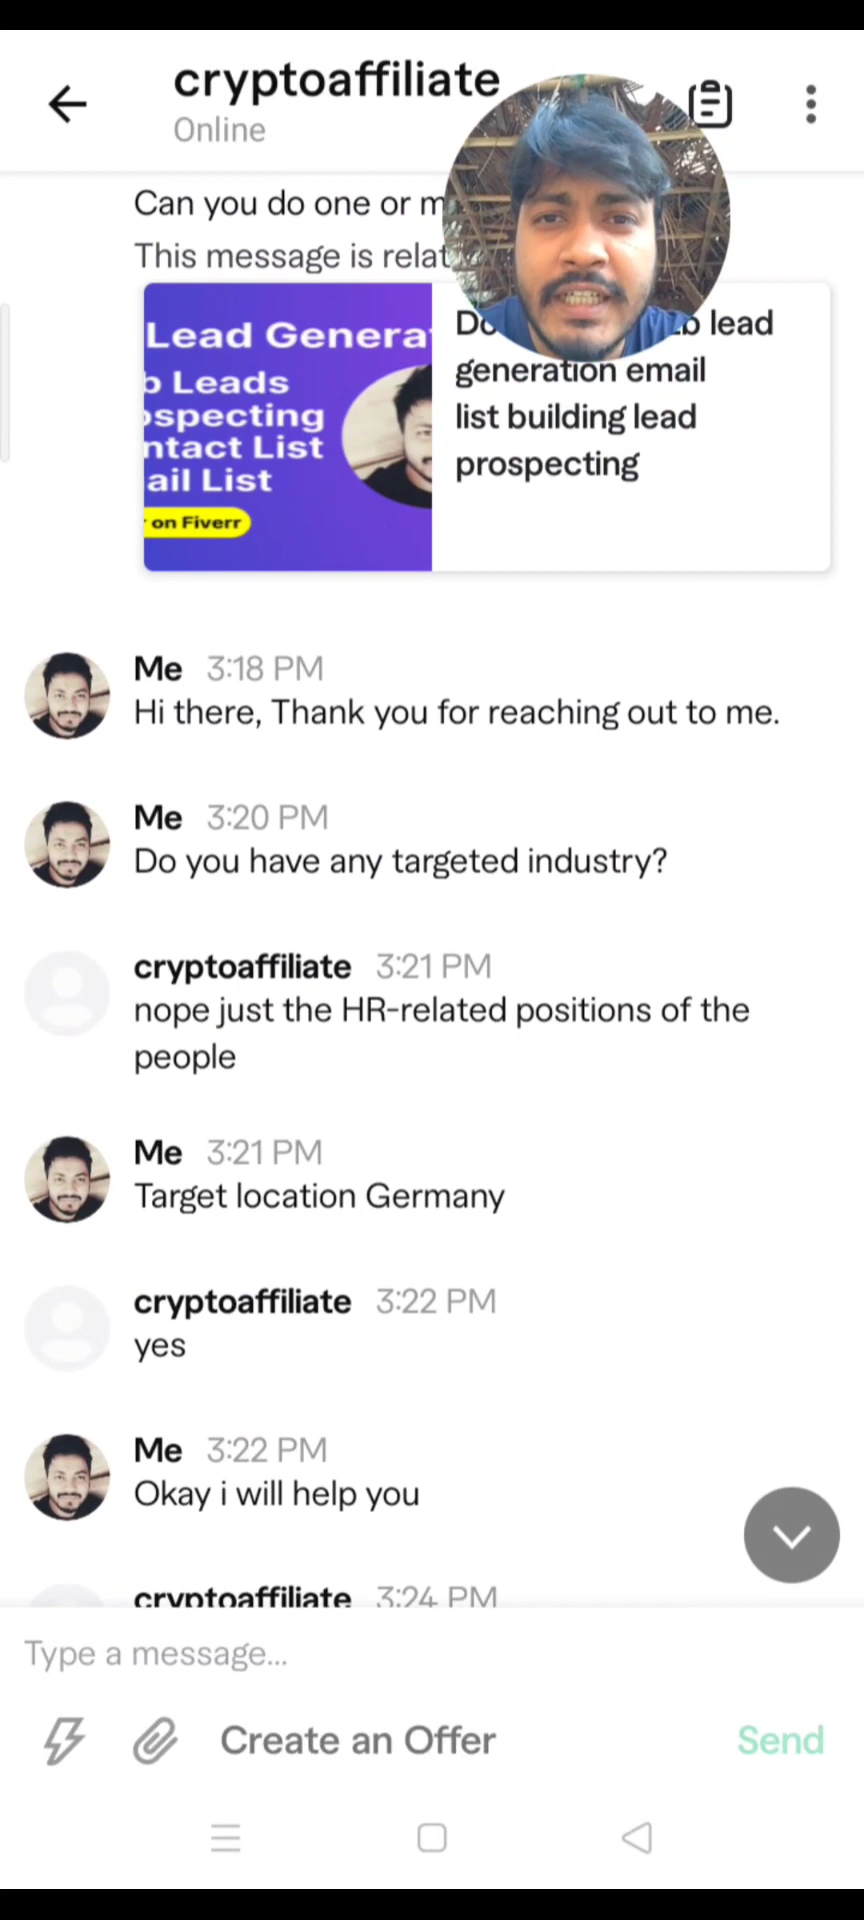 cryptoaffiliate
Online
Can you do one or m
This message is relat
Lead Genera
b Leads
ospecting
ntact List
ail List
on Fiverr
lead
generation email
list building lead
prospecting
Me 3:18 PM
Hi there, Thank you for reaching out to me.
Me 3:20 PM
Do you have any targeted industry?
cryptoaffiliate 3:21 PM
nope just the HR-related positions of the
people
Me 3:21 PM
Target location Germany
cryptoaffiliate 3:22 PM
yes
Me 3:22 PM
Okay i will help you
cryptoaffiliate 3:24 PM
Type a message...
Create an Offer
Send